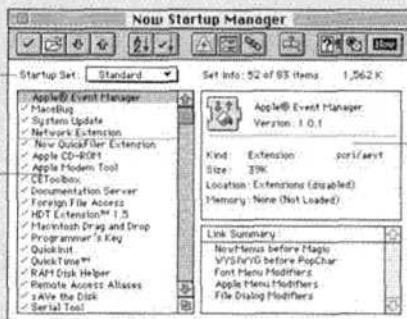 Now Startup Manager
Startup Set: Standard
Set Info: 52 of 83 items 1,562 K
Apple® Event Manager
MacsBug
System Update
Network Extension
Now QuickFiler Extension
Apple CD-ROM
Apple Modem Tool
CEToolbox
Documentation Server
Foreign File Access
HDT Extension™ 1.5
Macintosh Drag and Drop
Programmer's Key
QuickInit
QuickTime™
RAM Disk Helper
Remote Access Aliases
sAVe the Disk
Serial Tool
Apple® Event Manager
Version: 1.0.1
Kind: Extension pcri/aevt
Size: 39K
Location: Extensions (disabled)
Memory: None (Not Loaded)
Link Summary
NowMenus before Magic
WYSIWYG before PopChar
Font Menu Modifiers
Apple Menu Modifiers
File Dialog Modifiers